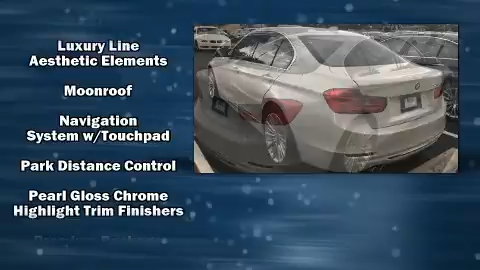 Luxury Line
Aesthetic Elements
Moonroof
Navigation
System w/Touchpad
Park Distance Control
Pearl Gloss Chrome
Highlight Trim Finishers